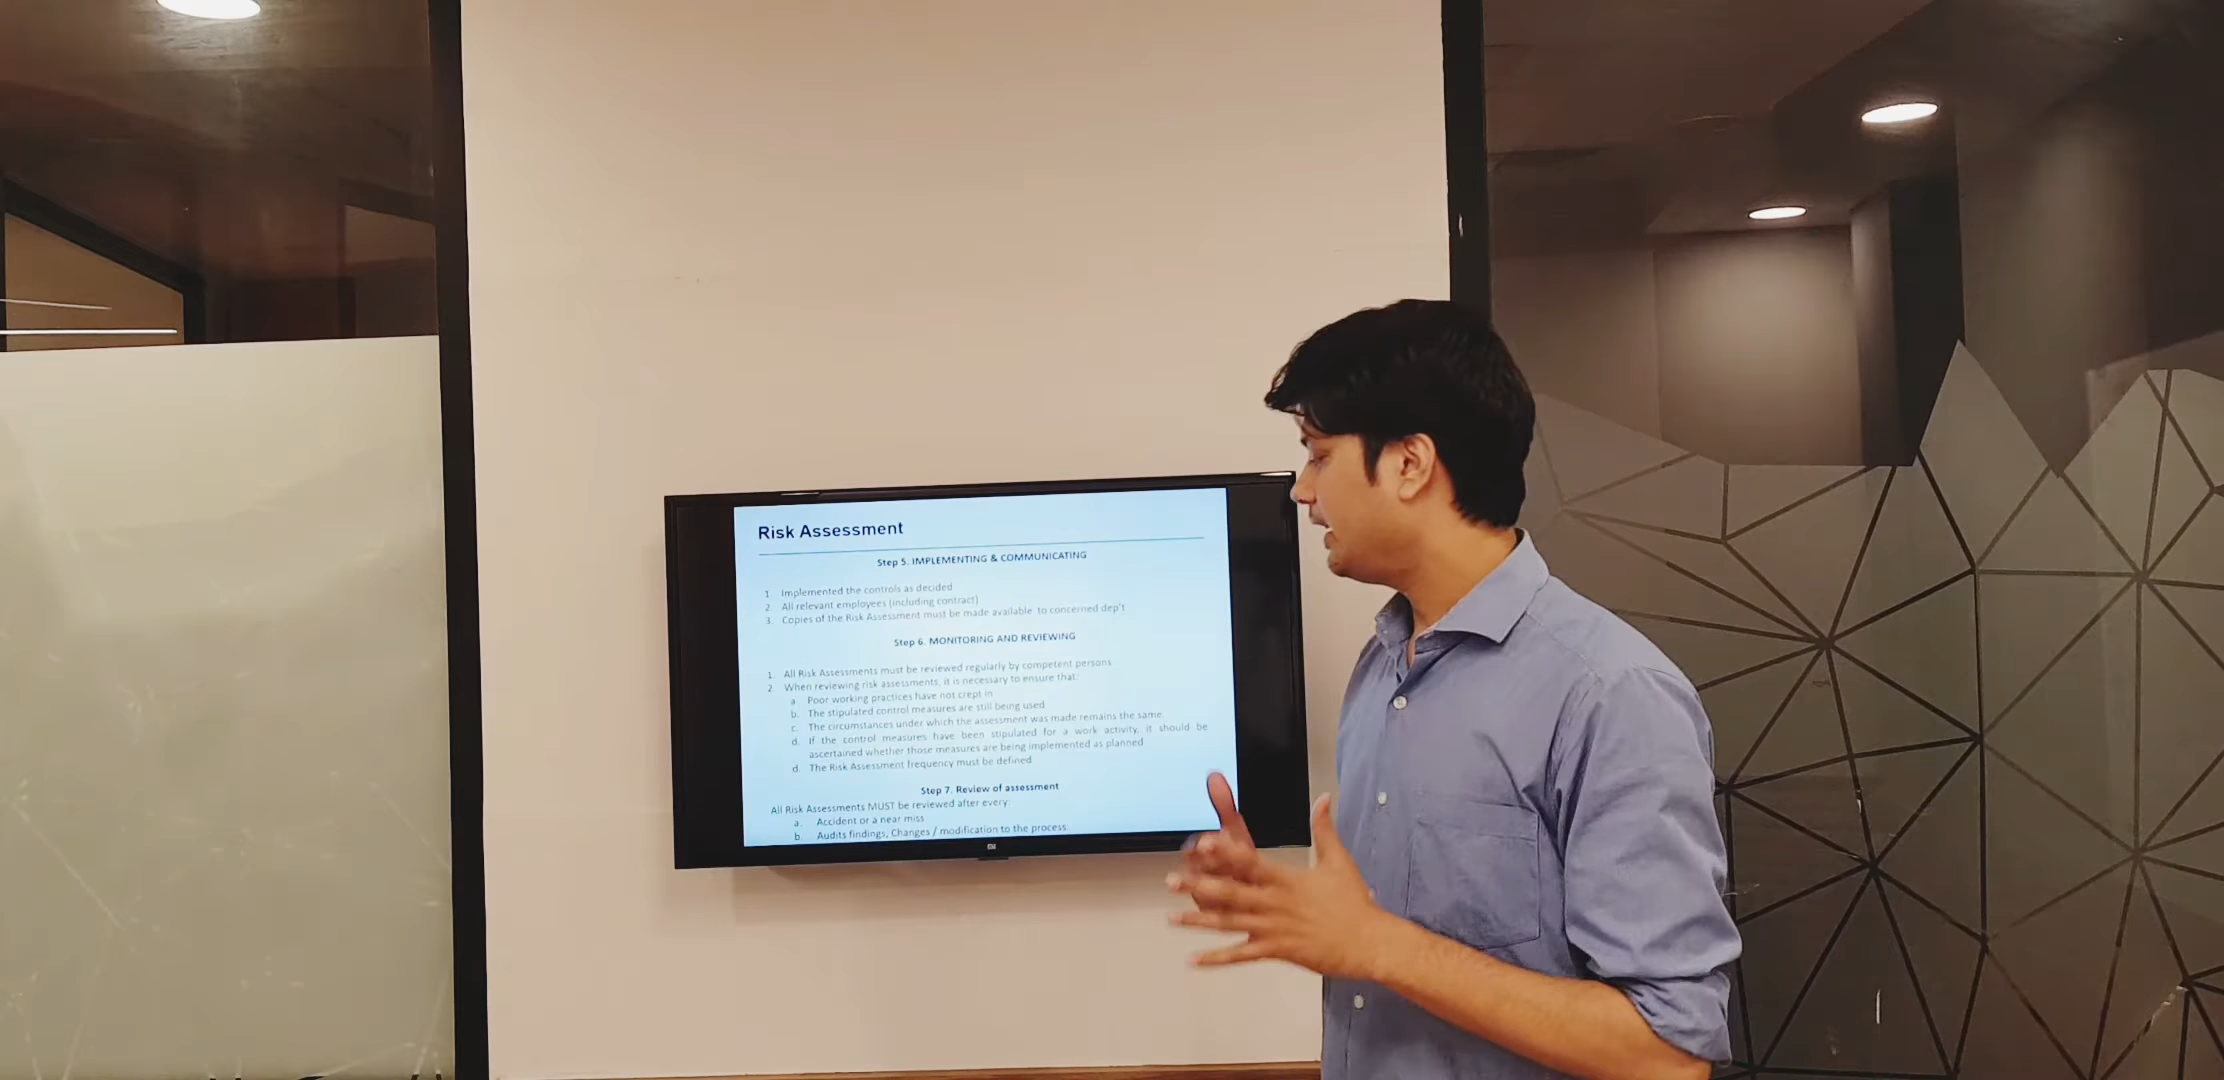 Risk Assessment
Step 5. IMPLEMENTING & COMMUNICATING
1. Implemented the controls as decided
2. All relevant employees (including contract)
3. Copies of the Risk Assessment must be made available to concerned dep't
Step 6. MONITORING AND REVIEWING
1. All Risk Assessments must be reviewed regularly by competent persons
2. When reviewing risk assessments, it is necessary to ensure that:
a. Poor working practices have not crept in
b. The stipulated control measures are still being used
c. The circumstances under which the assessment was made remains the same.
d. If the control measures have been stipulated for a work activity, it should be
ascertained whether those measures are being implemented as planned
d. The Risk Assessment frequency must be defined
Step 7. Review of assessment
All Risk Assessments MUST be reviewed after every:
a. Accident or a near miss
b. Audits findings, Changes / modification to the process
mi